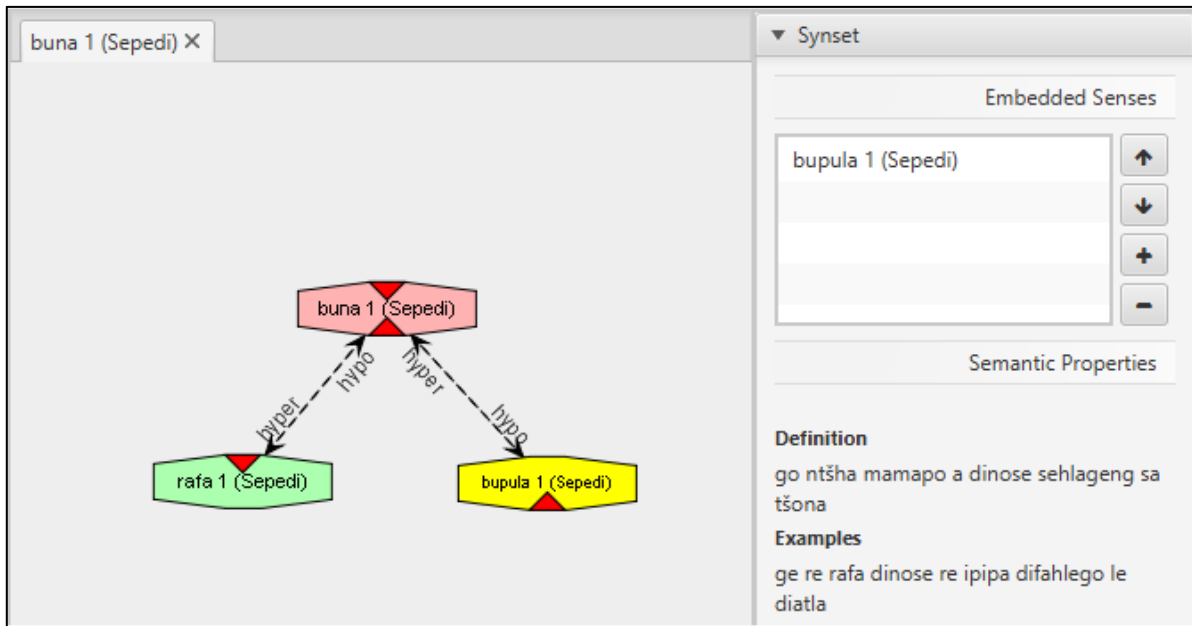 buna 1 (Sepedi)
buna 1 (Sepedi)
hypo
hyper
hyper
hypo
rafa 1 (Sepedi)
bupula 1 (Sepedi)
Synset
Embedded Senses
bupula 1 (Sepedi)
Semantic Properties
Definition
go ntšha mamapo a dinose sehlageng sa
tšona
Examples
ge re rafa dinose re ipipa difahlego le
diatla